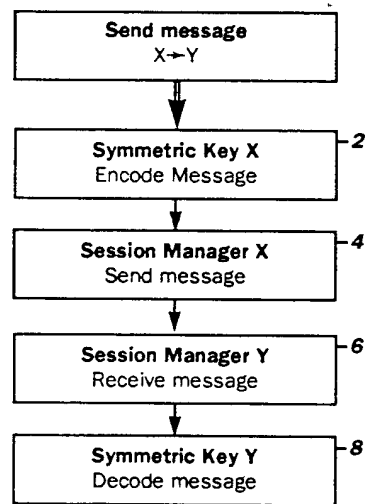 Send message
X→Y
Symmetric Key X
Encode Message
2
Session Manager X
Send message
4
Session Manager Y
Receive message
6
Symmetric Key Y
Decode message
8